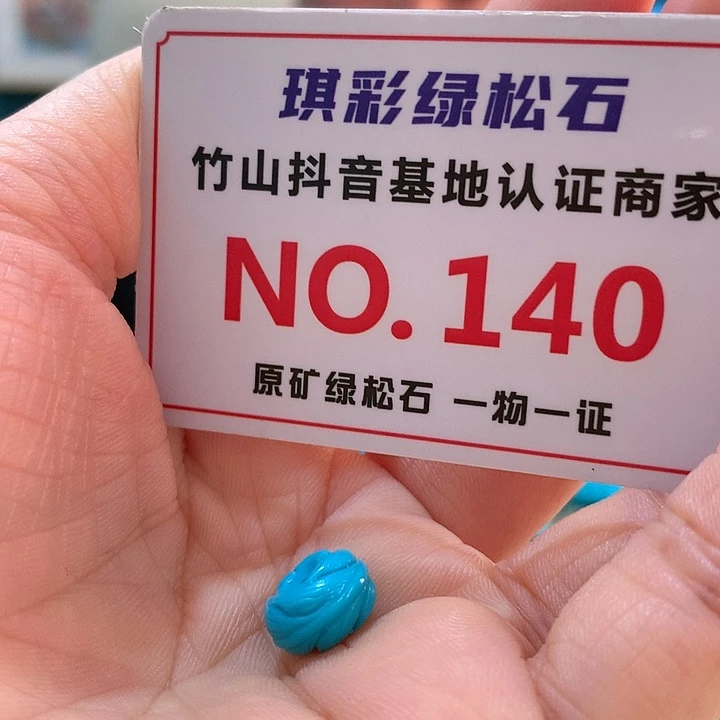 琪彩绿松石
竹山抖音基地认证商家
NO.140
原矿绿松石 一物一证